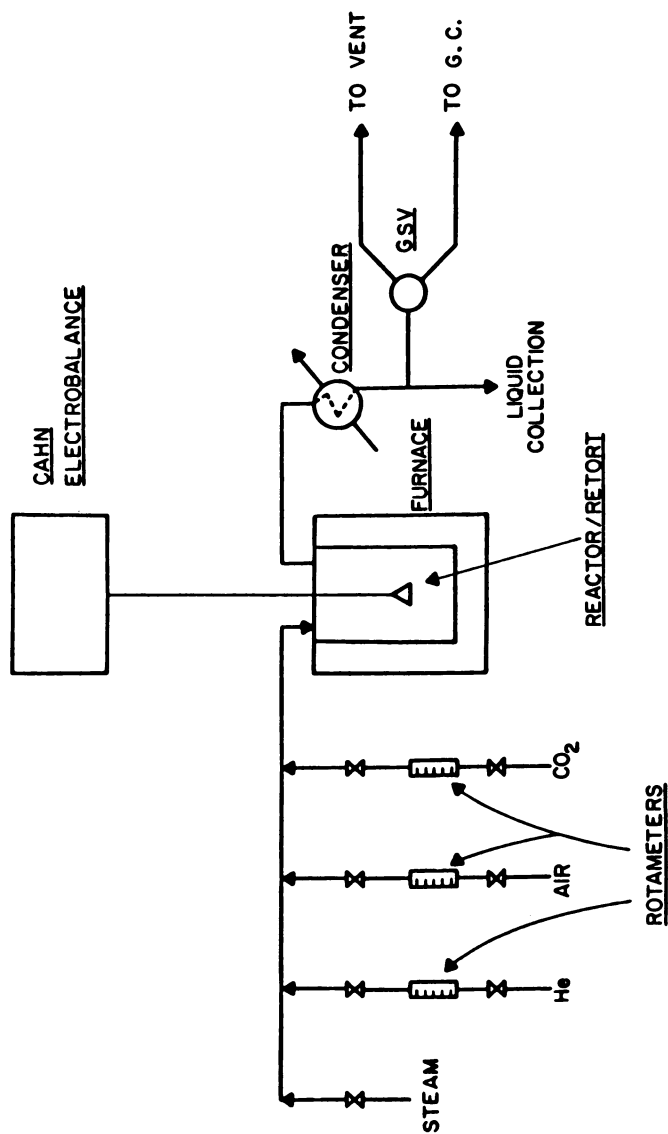 CAHN
ELECTROBALANCE
CONDENSER
TO VENT
GSV
TO G.C.
FURNACE
LIQUID
COLLECTION
REACTOR/RETORT
STEAM
He
AIR
CO2
ROTAMETERS